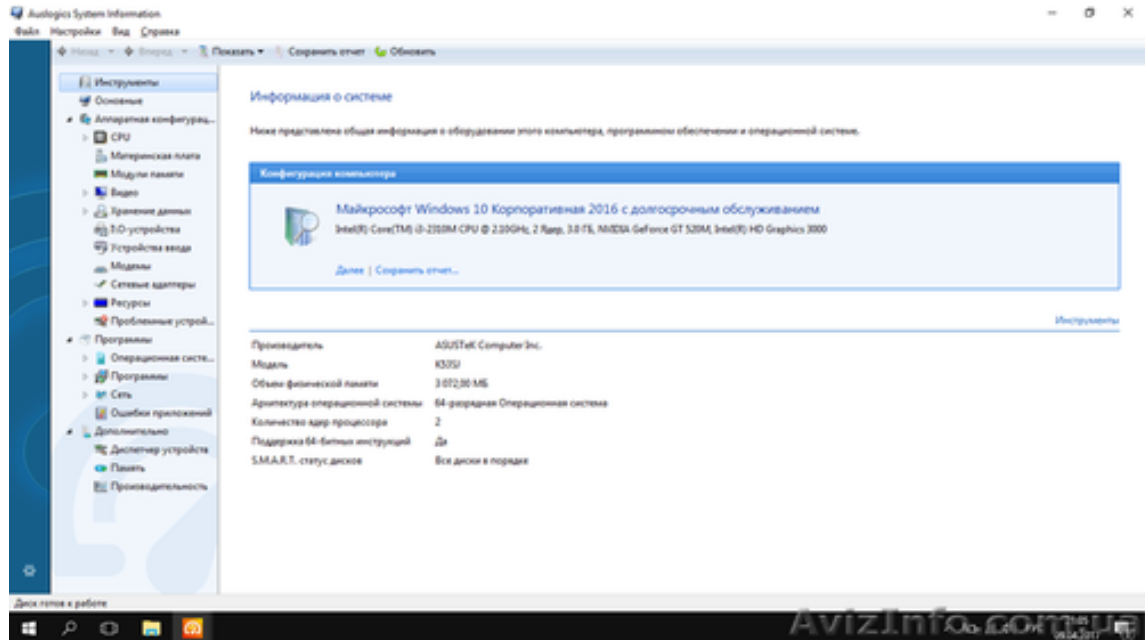 Auslogics System Information
Файл Настройки Вид Справка
Назад Вперед Показать Сохранить отчет Обновить
Инструменты
Основные
Аппаратная конфигурац...
CPU
Материнская плата
Модули памяти
Видео
Хранение данных
I/O-устройства
Устройства ввода
Модемы
Сетевые адаптеры
Ресурсы
Проблемные устрой...
Программы
Операционная систе...
Программы
Сеть
Ошибки приложений
Дополнительно
Диспетчер устройств
Память
Производительность
Информация о системе
Ниже представлена общая информация о оборудовании этого компьютера, программном обеспечении и операционной системе.
Конфигурация компьютера
Майкрософт Windows 10 Корпоративная 2016 с долгосрочным обслуживанием
Intel(R) Core(TM) i3-2310M CPU @ 2.10GHz, 2 Ядер, 3.0 ГБ, NVIDIA GeForce GT 520M, Intel(R) HD Graphics 3000
Далее | Сохранить отчет...
Инструменты
Производитель ASUSTeK Computer Inc.
Модель K53SJ
Объем физической памяти 3 072,00 МБ
Архитектура операционной системы 64-разрядная Операционная система
Количество ядер процессора 2
Поддержка 64-битных инструкций Да
S.M.A.R.T. статус дисков Все диски в порядке
Диск готов к работе
AvizInfo.com.ua